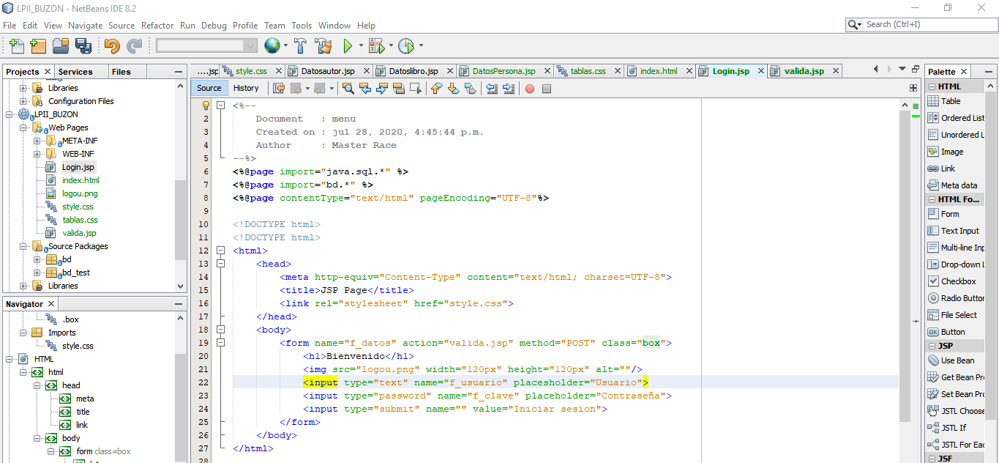 LPII_BUZON - NetBeans IDE 8.2
File Edit View Navigate Source Refactor Run Debug Profile Team Tools Window Help
Search (Ctrl+I)
Projects Services Files
Libraries
Configuration Files
LPII_BUZON
Web Pages
META-INF
WEB-INF
Login.jsp
index.html
logou.png
style.css
tablas.css
valida.jsp
Source Packages
bd
bd_test
Libraries
Navigator
.box
Imports
style.css
HTML
html
head
meta
title
link
body
form class=box
....jsp style.css Datosautor.jsp Datoslibro.jsp DatosPersona.jsp tablas.css index.html Login.jsp valida.jsp
Source History
<%--
2 Document   : menu
3 Created on : jul 28, 2020, 4:45:44 p.m.
4 Author     : Master Race
5 --%>
6 <%@page import="java.sql.*" %>
7 <%@page import="bd.*" %>
8 <%@page contentType="text/html" pageEncoding="UTF-8"%>
9
10 <!DOCTYPE html>
11 <!DOCTYPE html>
12 <html>
13 <head>
14 <meta http-equiv="Content-Type" content="text/html; charset=UTF-8">
15 <title>JSP Page</title>
16 <link rel="stylesheet" href="style.css">
17 </head>
18 <body>
19 <form name="f_datos" action="valida.jsp" method="POST" class="box">
20 <h1>Bienvenido</h1>
21 <img src="logou.png" width="120px" height="120px" alt=""/>
22 <input type="text" name="f_usuario" placesholder="Usuario">
23 <input type="password" name="f_clave" placeholder="Contraseña">
24 <input type="submit" name="" value="Iniciar sesion">
25 </form>
26 </body>
27 </html>
28
Palette
HTML
Table
Ordered List
Unordered L
Image
Link
Meta data
HTML Fo...
Form
Text Input
Multi-line Inp
Drop-down L
Checkbox
Radio Button
File Select
Button
JSP
Use Bean
Get Bean Pro
Set Bean Pro
JSTL Choose
JSTL If
JSTL For Eac
JSF